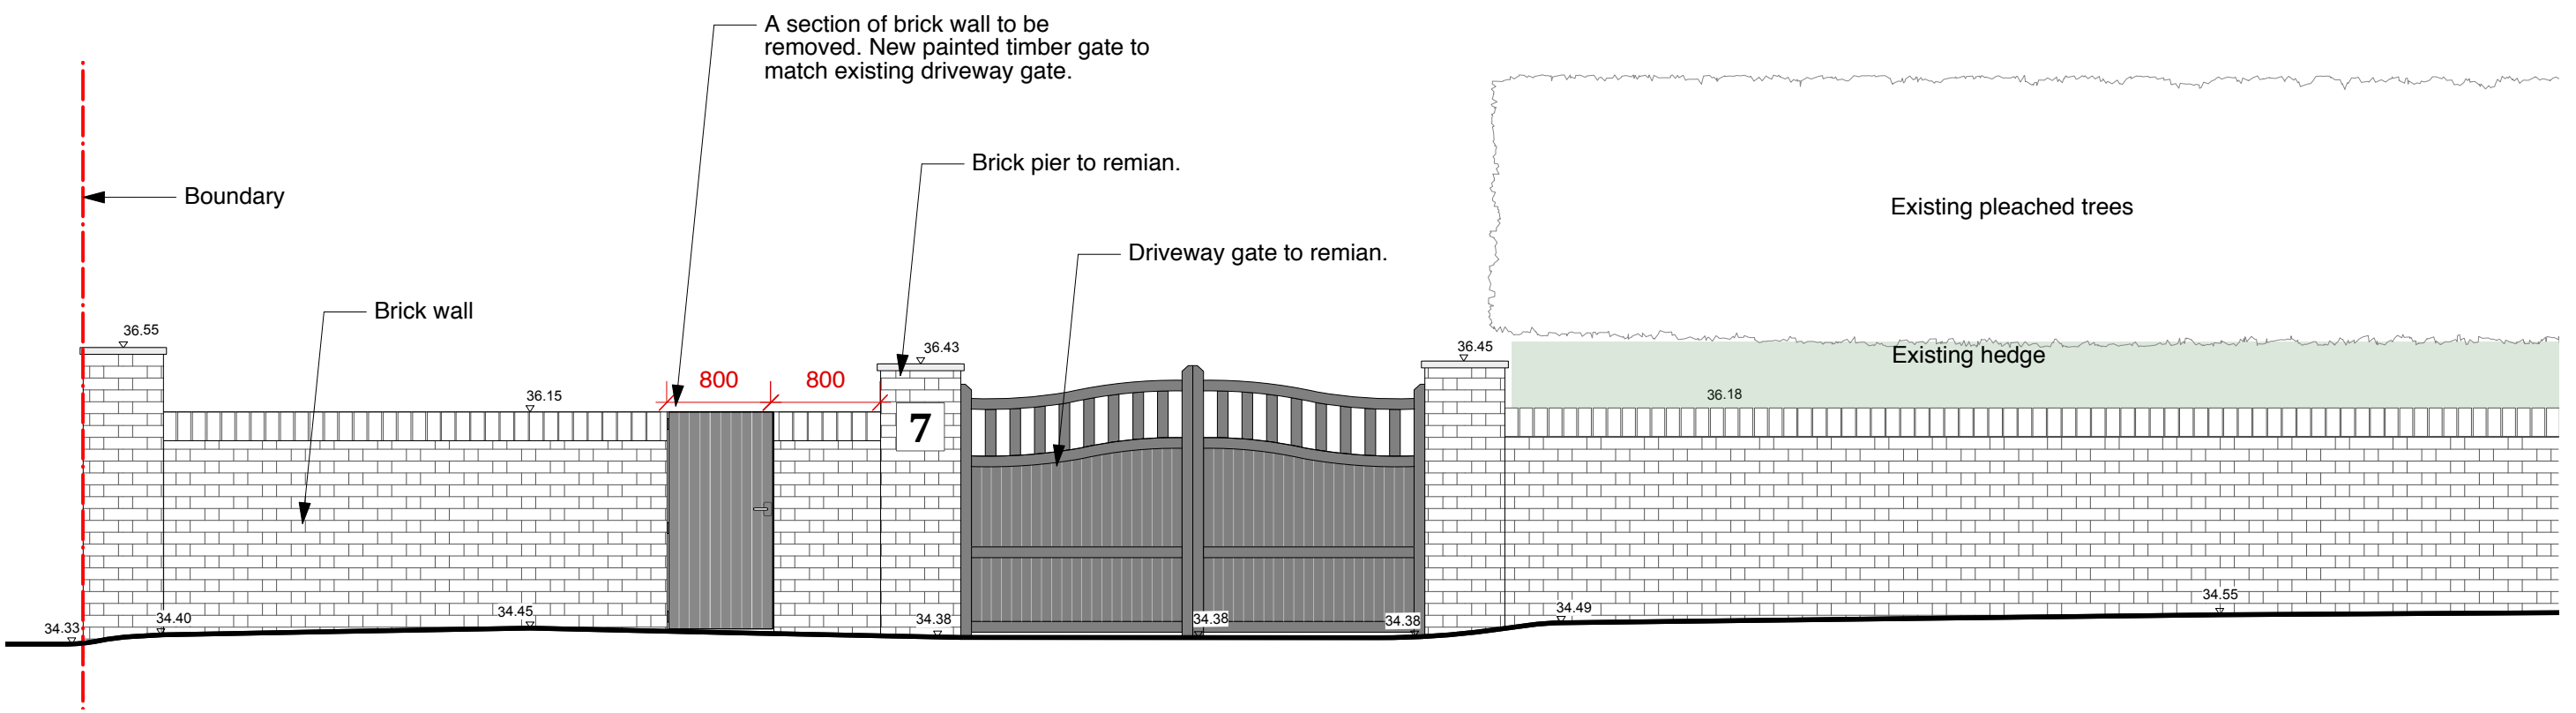 A section of brick wall to be
removed. New painted timber gate to
match existing driveway gate.
Brick pier to remian.
Boundary
Existing pleached trees
Driveway gate to remian.
Brick wall
36.55
36.43
36.45
Existing hedge
800
800
36.15
36.18
7
34.33
34.40
34.45
34.38
34.38
34.38
34.49
34.55